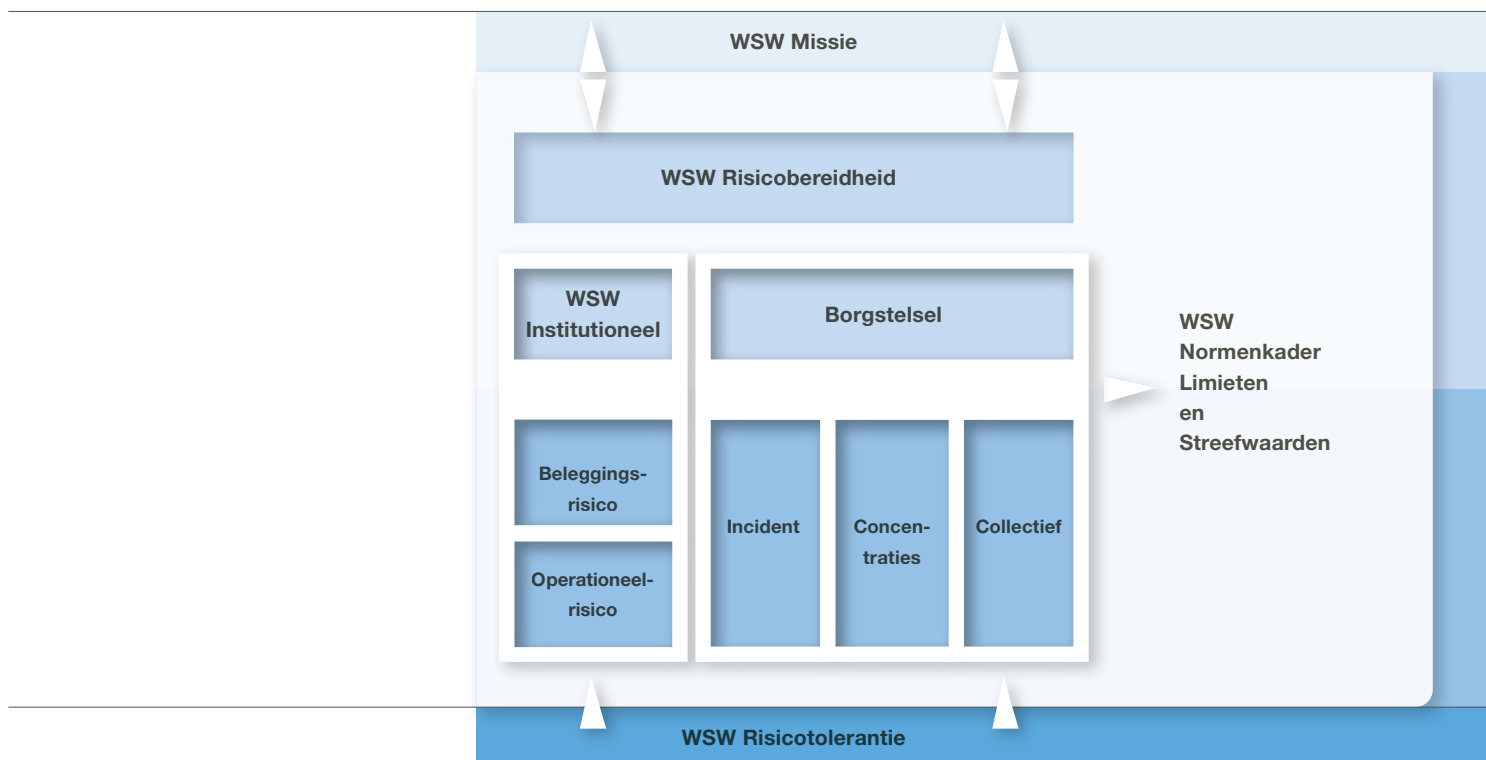 WSW Missie
WSW Risicobereidheid
WSW
Institutioneel
Borgstelsel
WSW
Normenkader
Limieten
en
Streefwaarden
Beleggings-
risico
Operationeel-
risico
Incident
Concen-
traties
Collectief
WSW Risicotolerantie